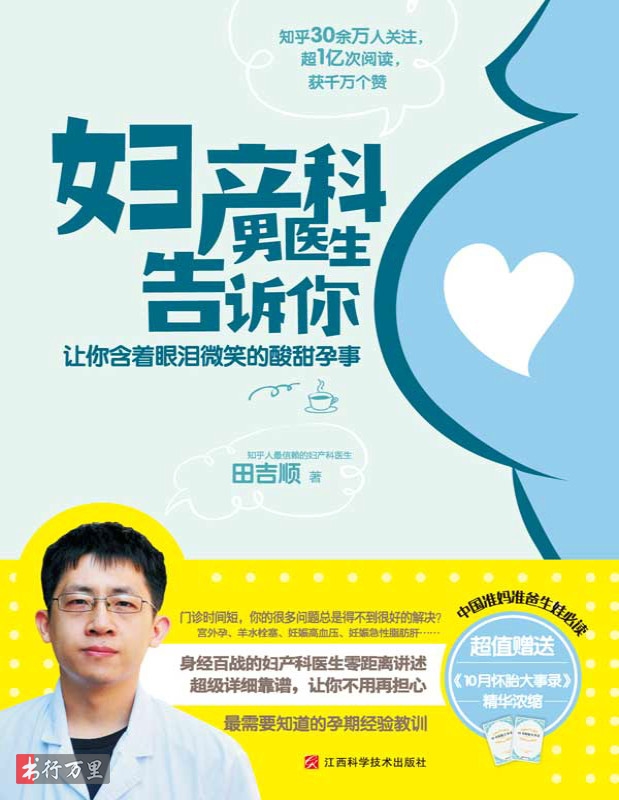 知乎30余万人关注，
超1亿次阅读，
获千万个赞
妇产科
男医生
告诉你
让你含着眼泪微笑的酸甜孕事
知乎人最信赖的妇产科医生
田吉顺 著
门诊时间短，你的很多问题总是得不到很好的解决?
宫外孕、羊水栓塞、妊娠高血压、妊娠急性脂肪肝……
身经百战的妇产科医生零距离讲述
超级详细靠谱，让你不用再担心
最需要知道的孕期经验教训
中国准妈准爸生娃必读
超值赠送
《10月怀胎大事录》
精华浓缩
江西科学技术出版社
书行万里